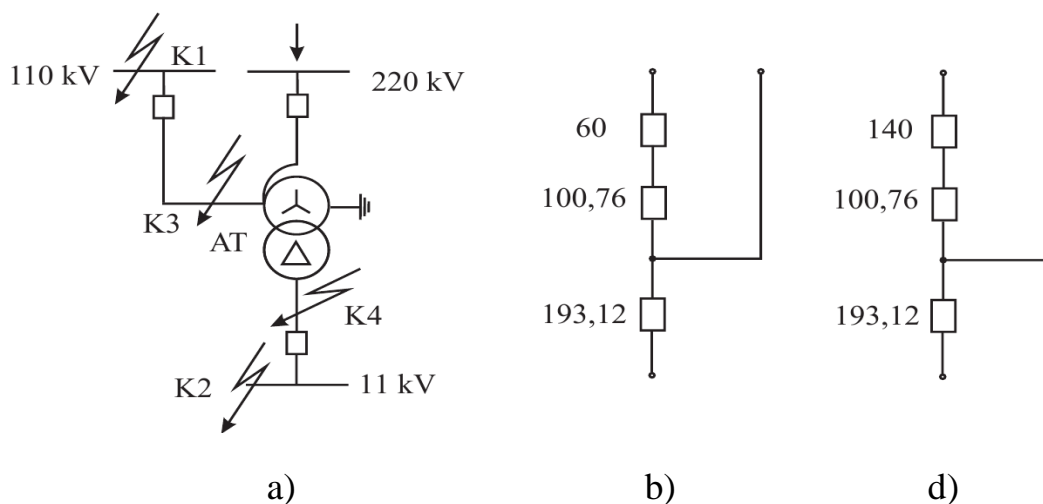 K1
110 kV
220 kV
K3
AT
K4
K2
11 kV
a)
60
100,76
193,12
b)
140
100,76
193,12
d)